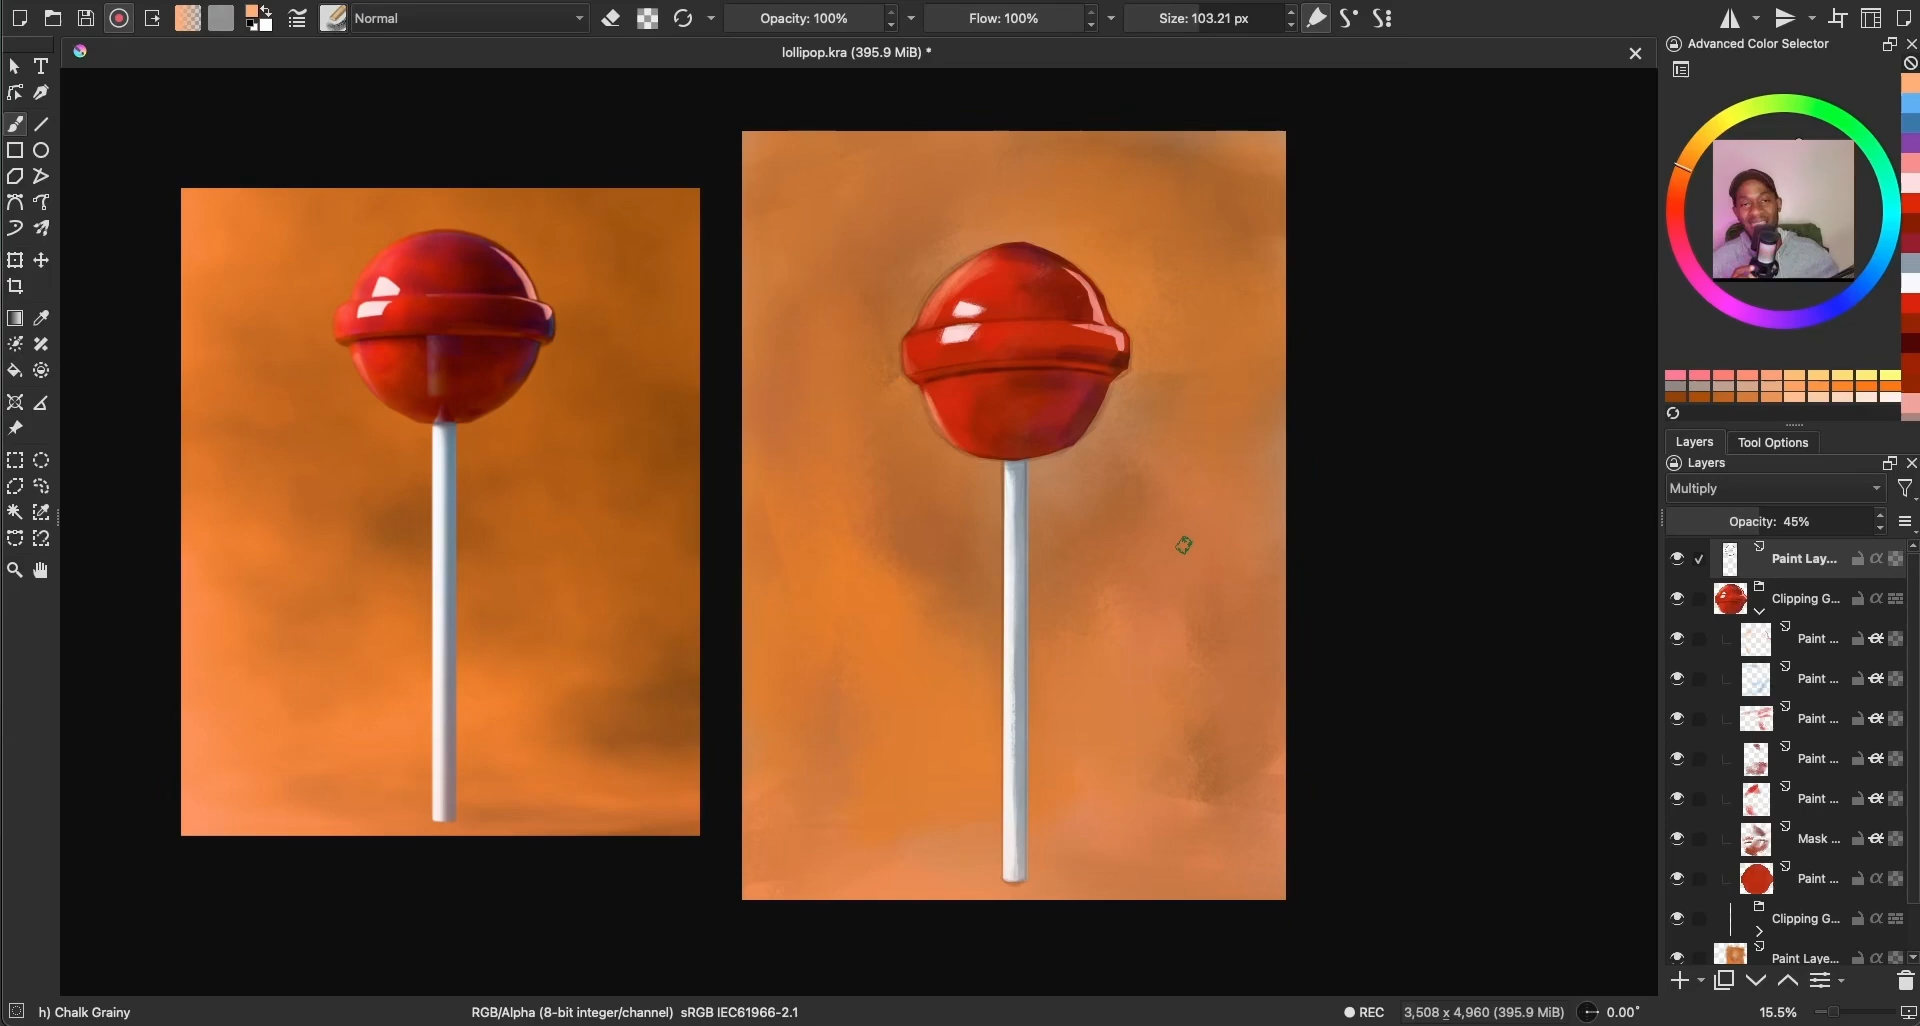 Normal
Opacity: 100%
Flow: 100%
Size: 103.21 px
lollipop.kra (395.9 MiB) *
Advanced Color Selector
Layers
Tool Options
Layers
Multiply
Opacity: 45%
Paint Lay...
Clipping G...
Paint ...
Paint ...
Paint ...
Paint ...
Paint ...
Mask ...
Paint ...
Clipping G...
Paint Laye...
h) Chalk Grainy
RGB/Alpha (8-bit integer/channel) sRGB IEC61966-2.1
REC
3,508 x 4,960 (395.9 MiB)
0.00°
15.5%